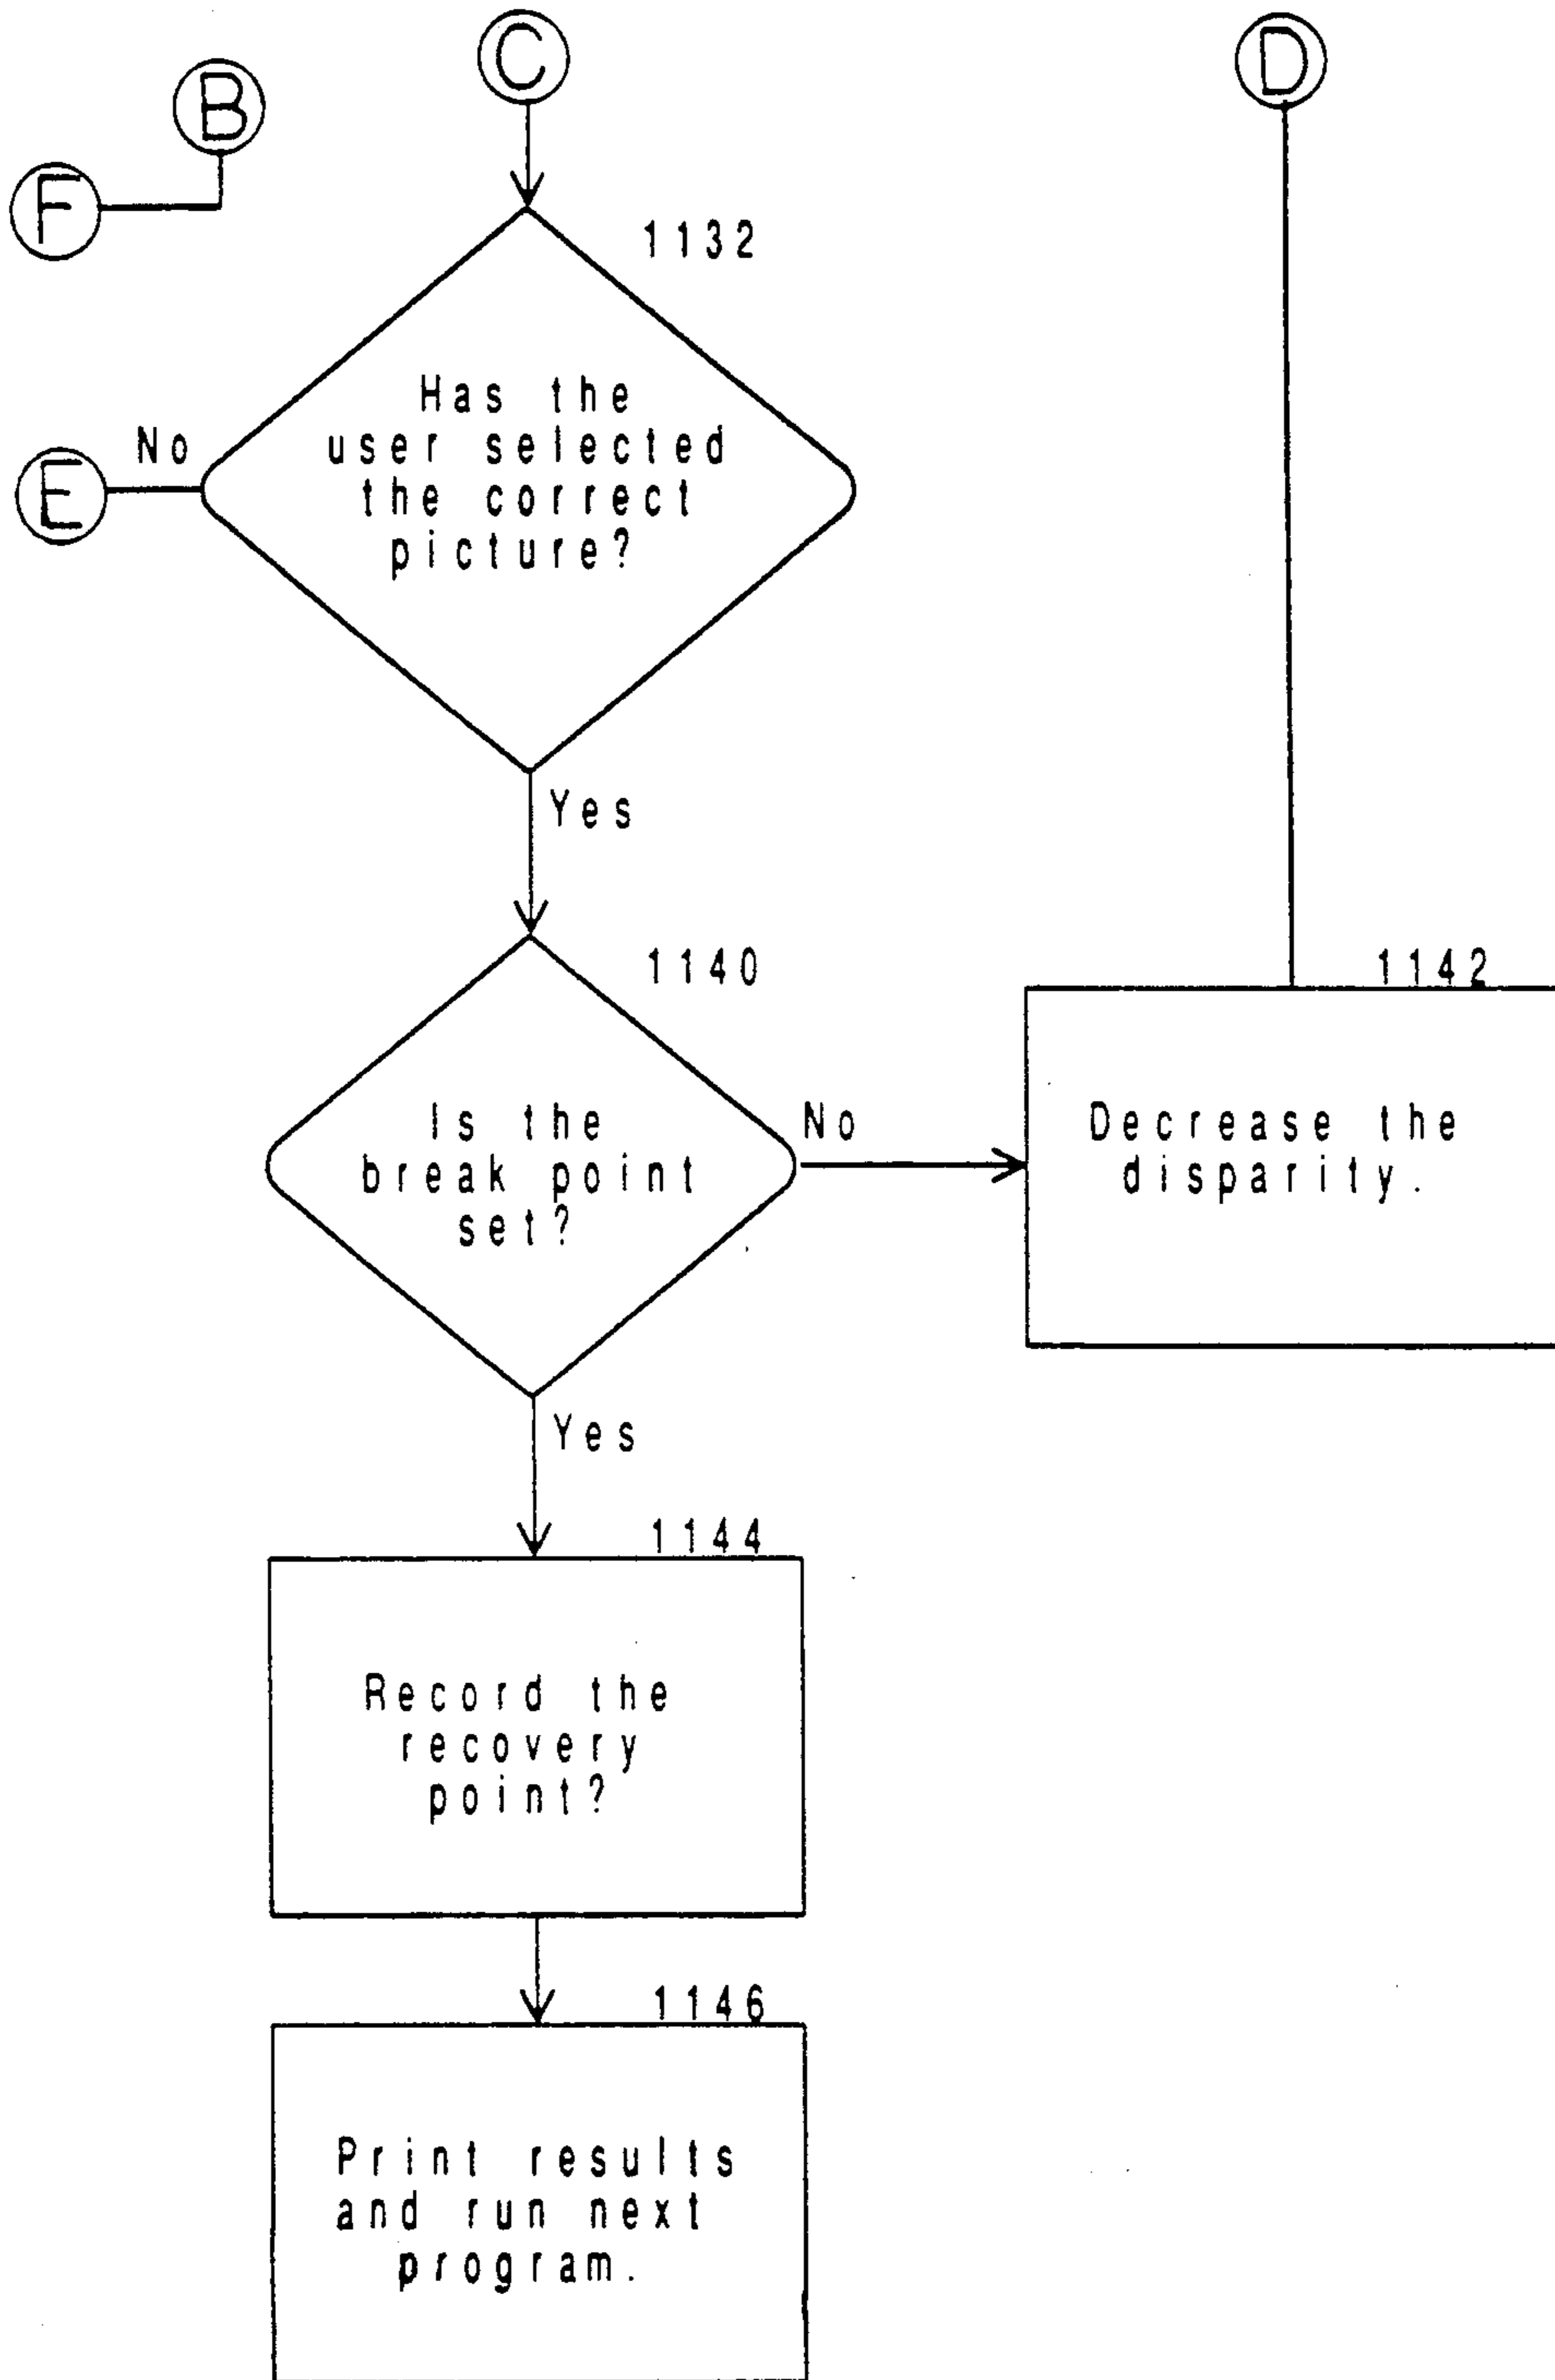 C
D
B
F
1132
Has the
user selected
the correct
picture?
No
E
Yes
1140
1142
Is the
break point
set?
No
Decrease the
disparity.
Yes
1144
Record the
recovery
point?
1146
Print results
and run next
program.